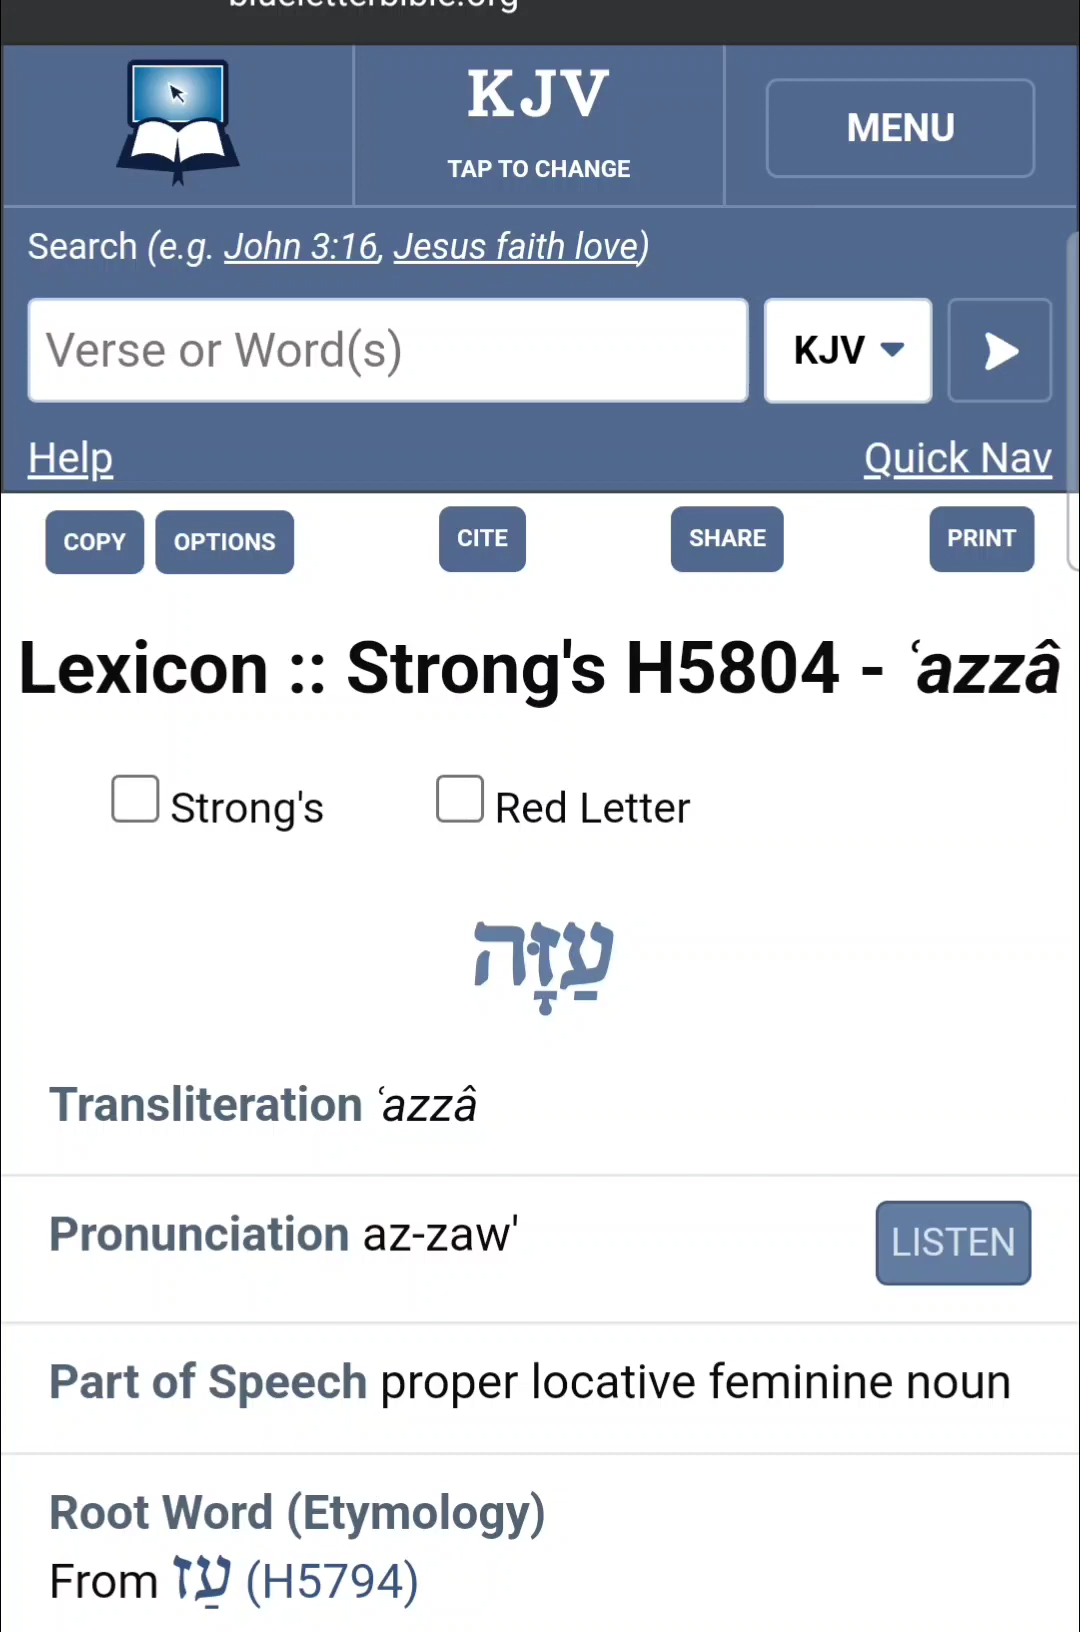 blueletterbible.org
KJV
TAP TO CHANGE
MENU
Search (e.g. John 3:16, Jesus faith love)
Verse or Word(s)
KJV
Help
Quick Nav
COPY
OPTIONS
CITE
SHARE
PRINT
Lexicon :: Strong's H5804 - ʿazzâ
Strong's
Red Letter
עַזָּה
Transliteration ʿazzâ
Pronunciation az-zaw'
LISTEN
Part of Speech proper locative feminine noun
Root Word (Etymology)
From עַז (H5794)